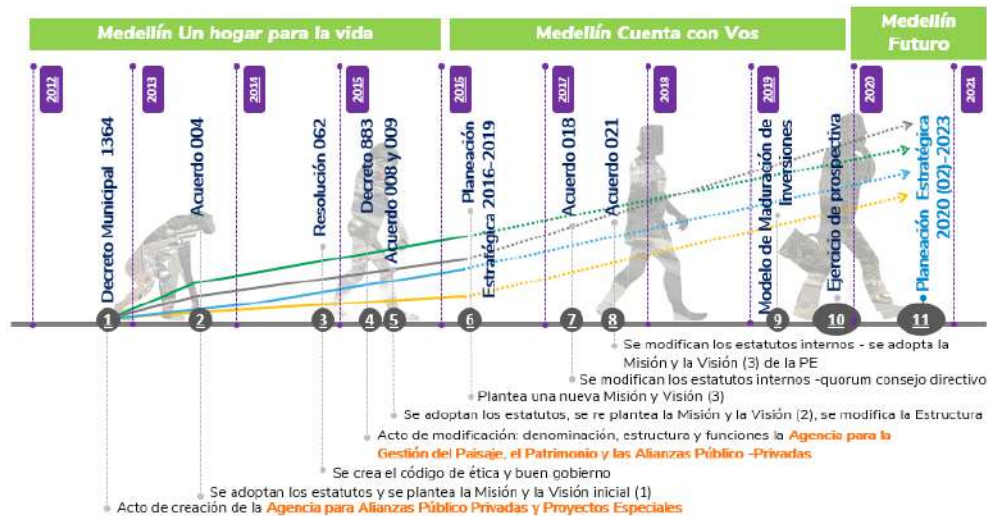 Medellín Un hogar para la vida
Medellín Cuenta con Vos
Medellín
Futuro
2012
2013
2014
2015
2016
2017
2018
2019
2020
2021
Decreto Municipal 1364
Acuerdo 004
Resolución 062
Decreto 883
Acuerdo 008 y 009
Planeación
Estratégica 2016-2019
Acuerdo 018
Acuerdo 021
Modelo de Maduración de
Inversiones
Ejercicio de prospectiva
Planeación Estratégica
2020 (02)-2023
1
2
3
4
5
6
7
8
9
10
11
Se modifican los estatutos internos - se adopta la
Misión y la Visión (3) de la PE
Se modifican los estatutos internos -quorum consejo directivo
Plantea una nueva Misión y Visión (3)
Se adoptan los estatutos, se re plantea la Misión y la Visión (2), se modifica la Estructura
Acto de modificación: denominación, estructura y funciones la Agencia para la
Gestión del Paisaje, el Patrimonio y las Alianzas Público -Privadas
Se crea el código de ética y buen gobierno
Se adoptan los estatutos y se plantea la Misión y la Visión inicial (1)
Acto de creación de la Agencia para Alianzas Público Privadas y Proyectos Especiales